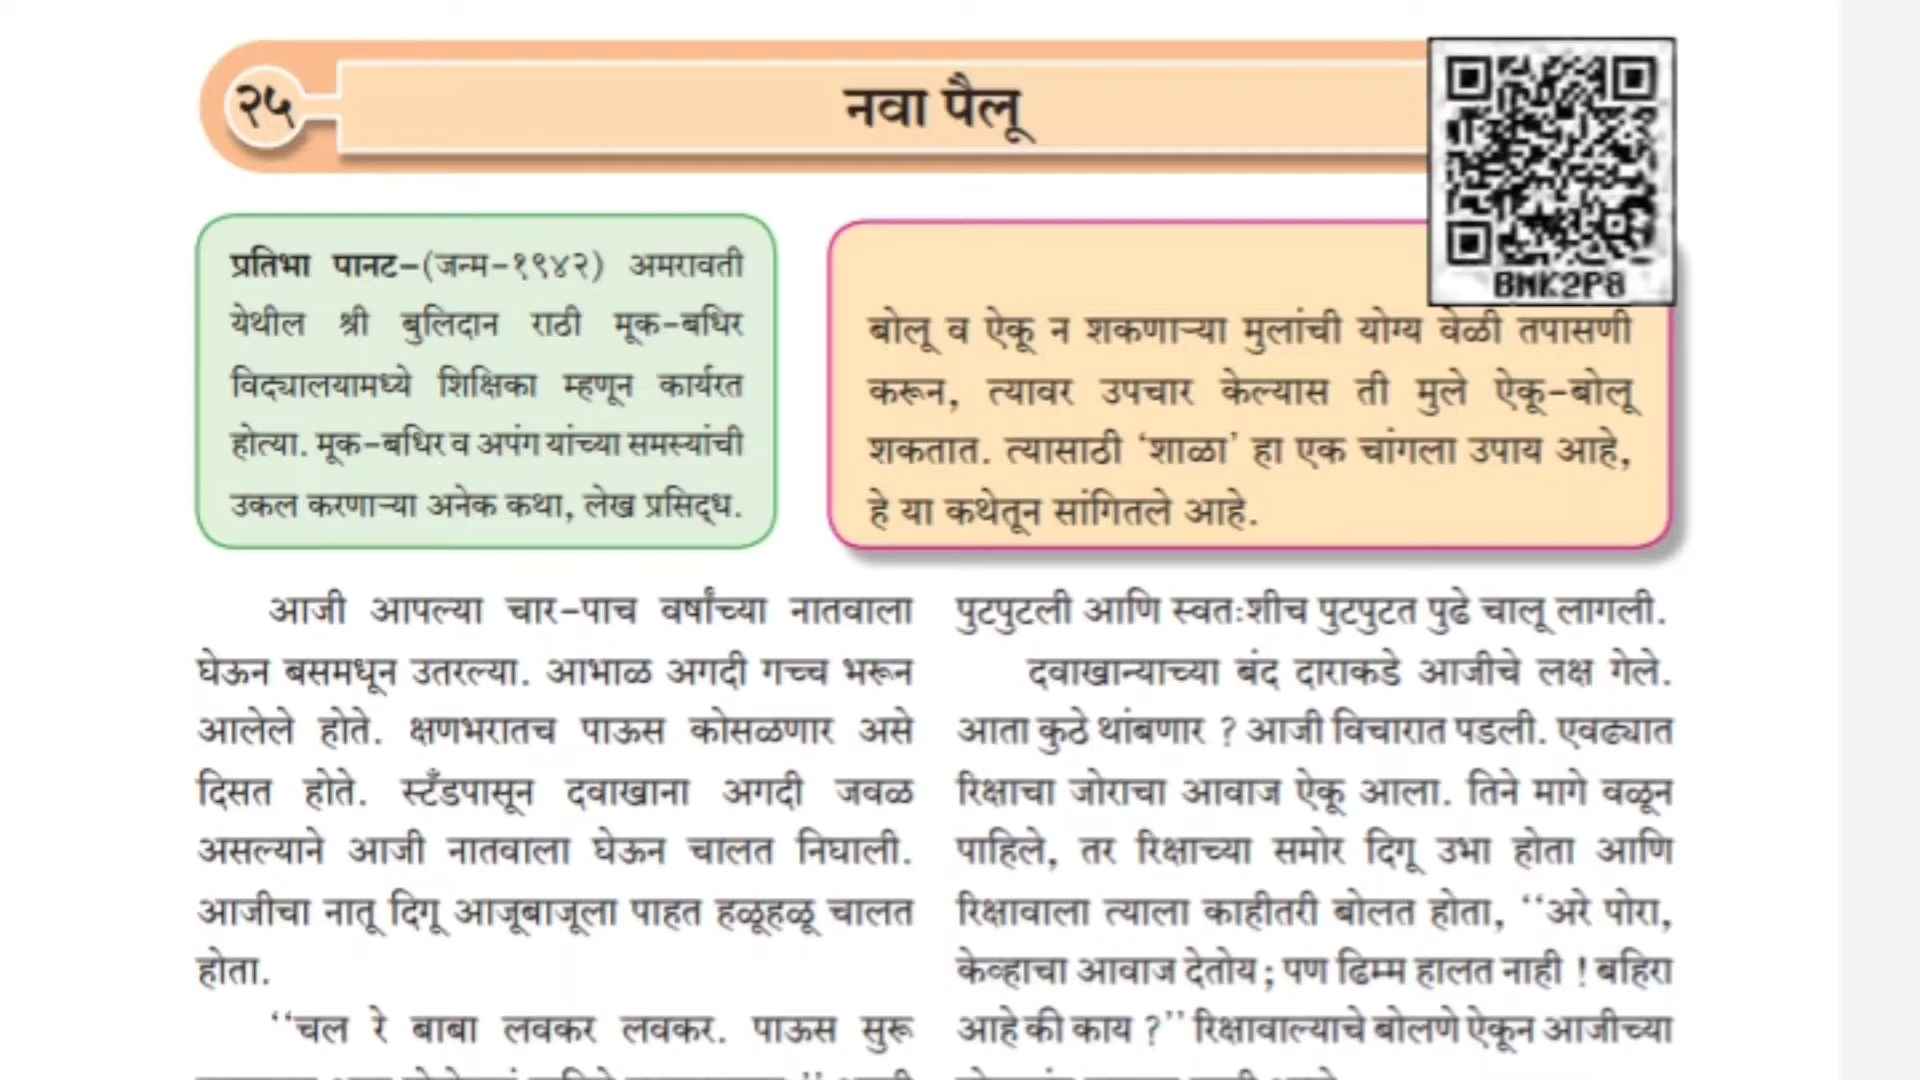 २५
नवा पैलू
BMK2P8
प्रतिभा पानट-(जन्म-१९४२) अमरावती
येथील श्री बुलिदान राठी मूक-बधिर
विद्यालयामध्ये शिक्षिका म्हणून कार्यरत
होत्या. मूक-बधिर व अपंग यांच्या समस्यांची
उकल करणाऱ्या अनेक कथा, लेख प्रसिद्ध.
बोलू व ऐकू न शकणाऱ्या मुलांची योग्य वेळी तपासणी
करून, त्यावर उपचार केल्यास ती मुले ऐकू-बोलू
शकतात. त्यासाठी ‘शाळा’ हा एक चांगला उपाय आहे,
हे या कथेतून सांगितले आहे.
आजी आपल्या चार-पाच वर्षांच्या नातवाला
घेऊन बसमधून उतरल्या. आभाळ अगदी गच्च भरून
आलेले होते. क्षणभरातच पाऊस कोसळणार असे
दिसत होते. स्टँडपासून दवाखाना अगदी जवळ
असल्याने आजी नातवाला घेऊन चालत निघाली.
आजीचा नातू दिगू आजूबाजूला पाहत हळूहळू चालत
होता.
‘‘चल रे बाबा लवकर लवकर. पाऊस सुरू
पुटपुटली आणि स्वतःशीच पुटपुटत पुढे चालू लागली.
दवाखान्याच्या बंद दाराकडे आजीचे लक्ष गेले.
आता कुठे थांबणार ? आजी विचारात पडली. एवढ्यात
रिक्षाचा जोराचा आवाज ऐकू आला. तिने मागे वळून
पाहिले, तर रिक्षाच्या समोर दिगू उभा होता आणि
रिक्षावाला त्याला काहीतरी बोलत होता, ‘‘अरे पोरा,
केव्हाचा आवाज देतोय ; पण ढिम्म हालत नाही ! बहिरा
आहे की काय ?’’ रिक्षावाल्याचे बोलणे ऐकून आजीच्या